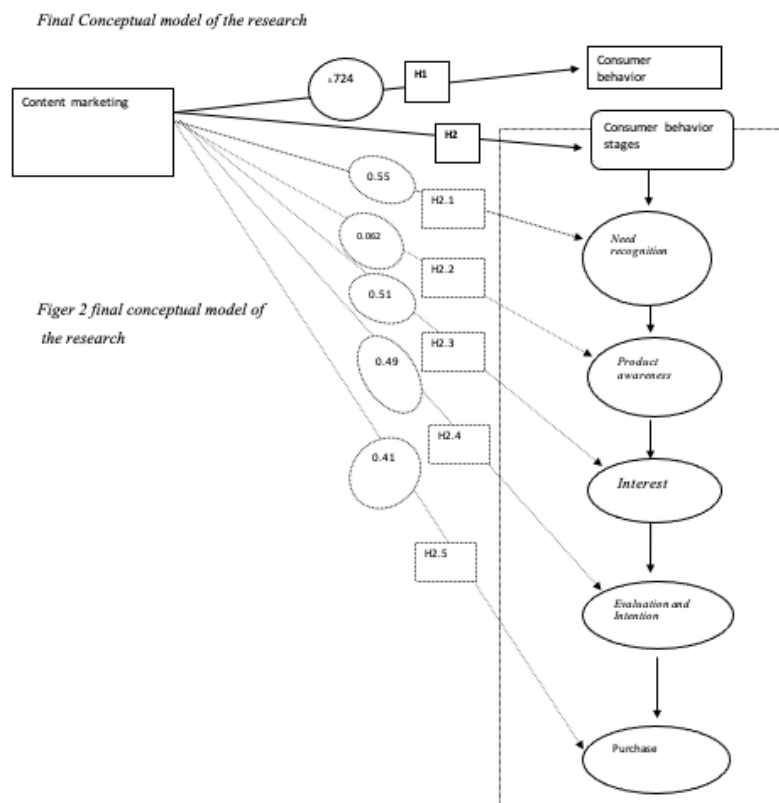 Final Conceptual model of the research
Consumer
behavior
.724
H1
Content marketing
Consumer behavior
stages
H2
0.55
H2.1
Need
recognition
0.062
H2.2
0.51
Figer 2 final conceptual model of
the research
H2.3
Product
awareness
0.49
H2.4
0.41
Interest
H2.5
Evaluation and
Intention
Purchase